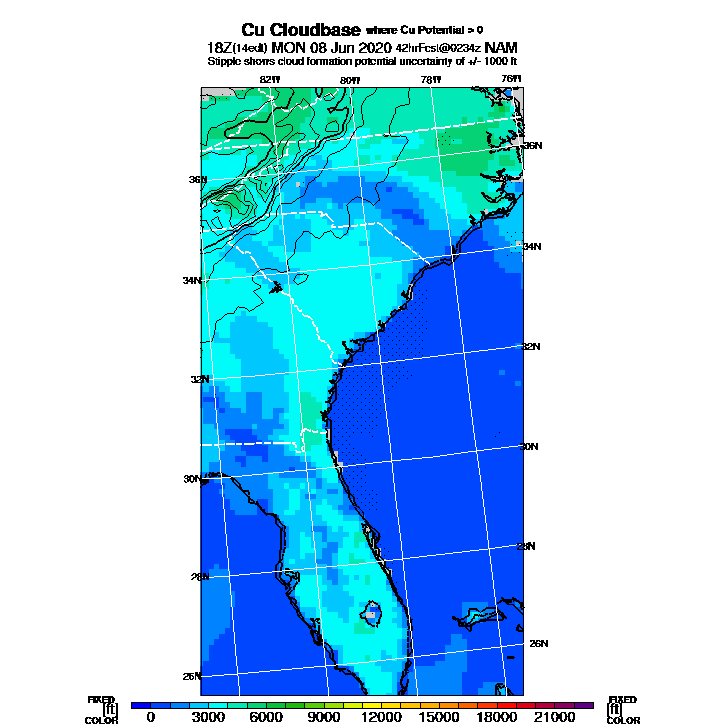 Cu Cloudbase where Cu Potential > 0
18Z(14edt) MON 08 Jun 2020 42hrFcst@0234z NAM
Stipple shows cloud formation potential uncertainty of +/- 1000 ft
82W 80W 78W 76W
36N
36N
34N
34N
32N
32N
30N
30N
28N
28N
26N
26N
FIXED FIXED
[ft] [ft]
COLOR COLOR
0 3000 6000 9000 12000 15000 18000 21000